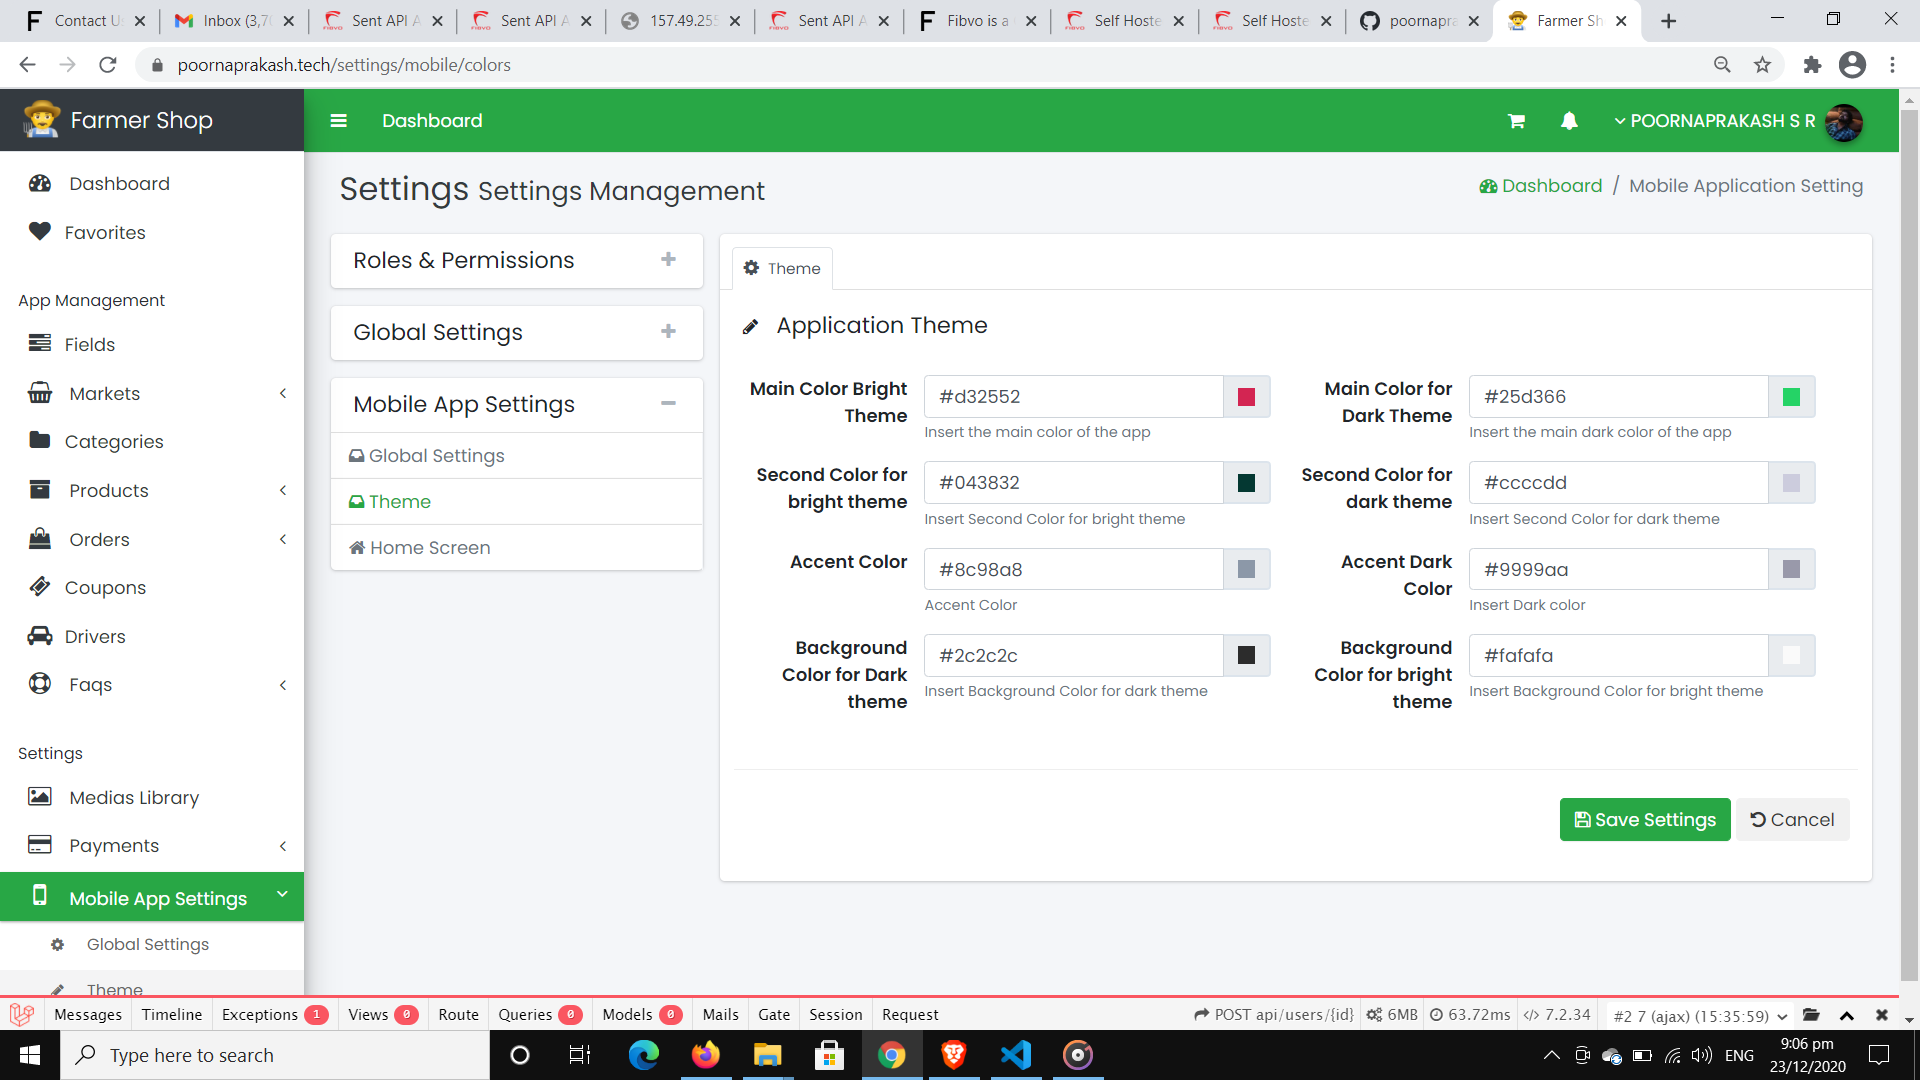 Contact U
Inbox (3,70
Sent API A
Sent API A
157.49.255
Sent API A
Fibvo is a
Self Hoste
Self Hoste
poornapra
Farmer Sh
poornaprakash.tech/settings/mobile/colors
Farmer Shop
Dashboard
POORNAPRAKASH S R
Dashboard
Favorites
App Management
Fields
Markets
Categories
Products
Orders
Coupons
Drivers
Faqs
Settings
Medias Library
Payments
Mobile App Settings
Global Settings
Theme
Settings Settings Management
Dashboard / Mobile Application Setting
Roles & Permissions
Global Settings
Mobile App Settings
Global Settings
Theme
Home Screen
Theme
Application Theme
Main Color Bright
Theme
#d32552
Insert the main color of the app
Main Color for
Dark Theme
#25d366
Insert the main dark color of the app
Second Color for
bright theme
#043832
Insert Second Color for bright theme
Second Color for
dark theme
#ccccdd
Insert Second Color for dark theme
Accent Color
#8c98a8
Accent Color
Accent Dark
Color
#9999aa
Insert Dark color
Background
Color for Dark
theme
#2c2c2c
Insert Background Color for dark theme
Background
Color for bright
theme
#fafafa
Insert Background Color for bright theme
Save Settings
Cancel
Messages Timeline Exceptions 1 Views 0 Route Queries 0 Models 0 Mails Gate Session Request POST api/users/{id} 6MB 63.72ms 7.2.34 #2 7 (ajax) (15:35:59)
Type here to search
ENG
9:06 pm
23/12/2020